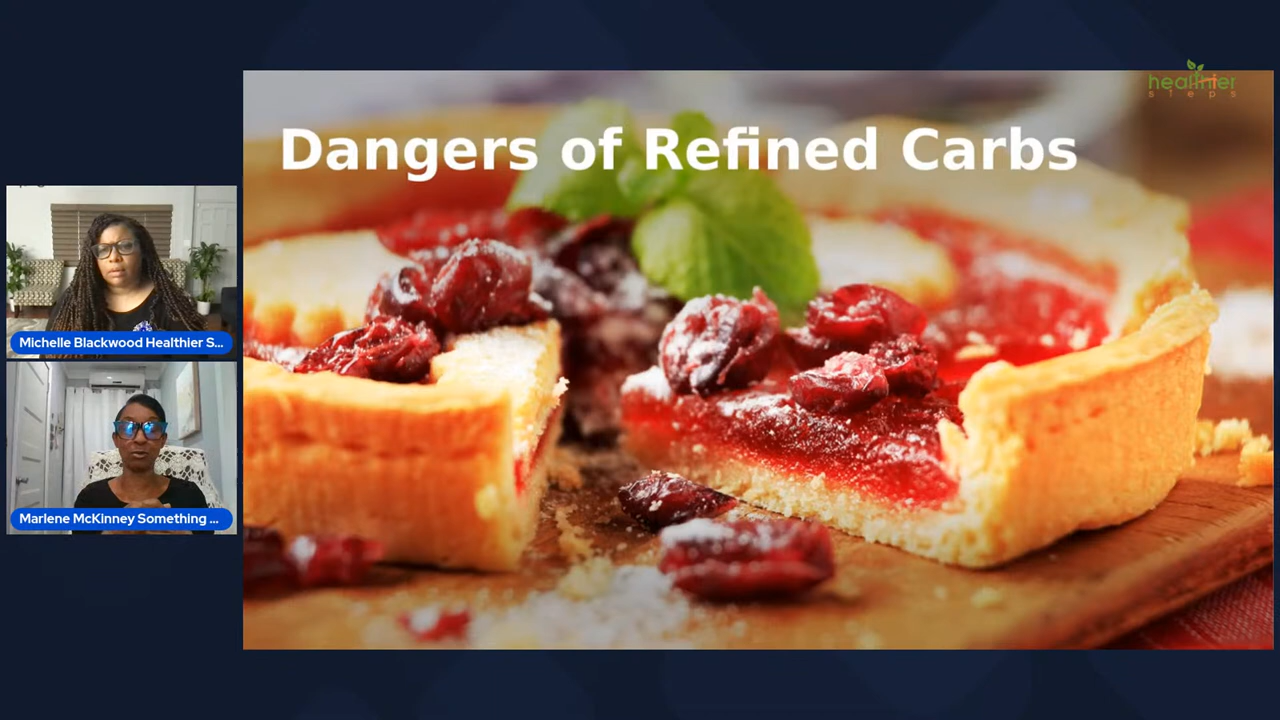 Dangers of Refined Carbs
healthier
steps
Michelle Blackwood Healthier S...
Marlene McKinney Something ...